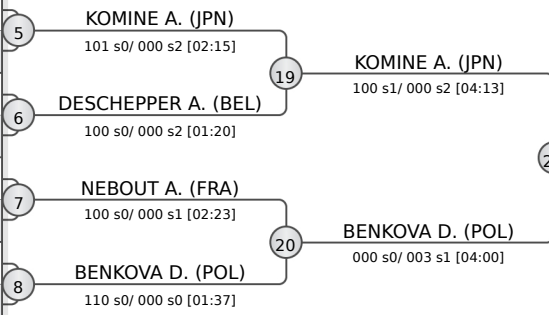 5
KOMINE A. (JPN)
101 s0/ 000 s2 [02:15]
19
KOMINE A. (JPN)
100 s1/ 000 s2 [04:13]
6
DESCHEPPER A. (BEL)
100 s0/ 000 s2 [01:20]
7
NEBOUT A. (FRA)
100 s0/ 000 s1 [02:23]
20
BENKOVA D. (POL)
000 s0/ 003 s1 [04:00]
8
BENKOVA D. (POL)
110 s0/ 000 s0 [01:37]